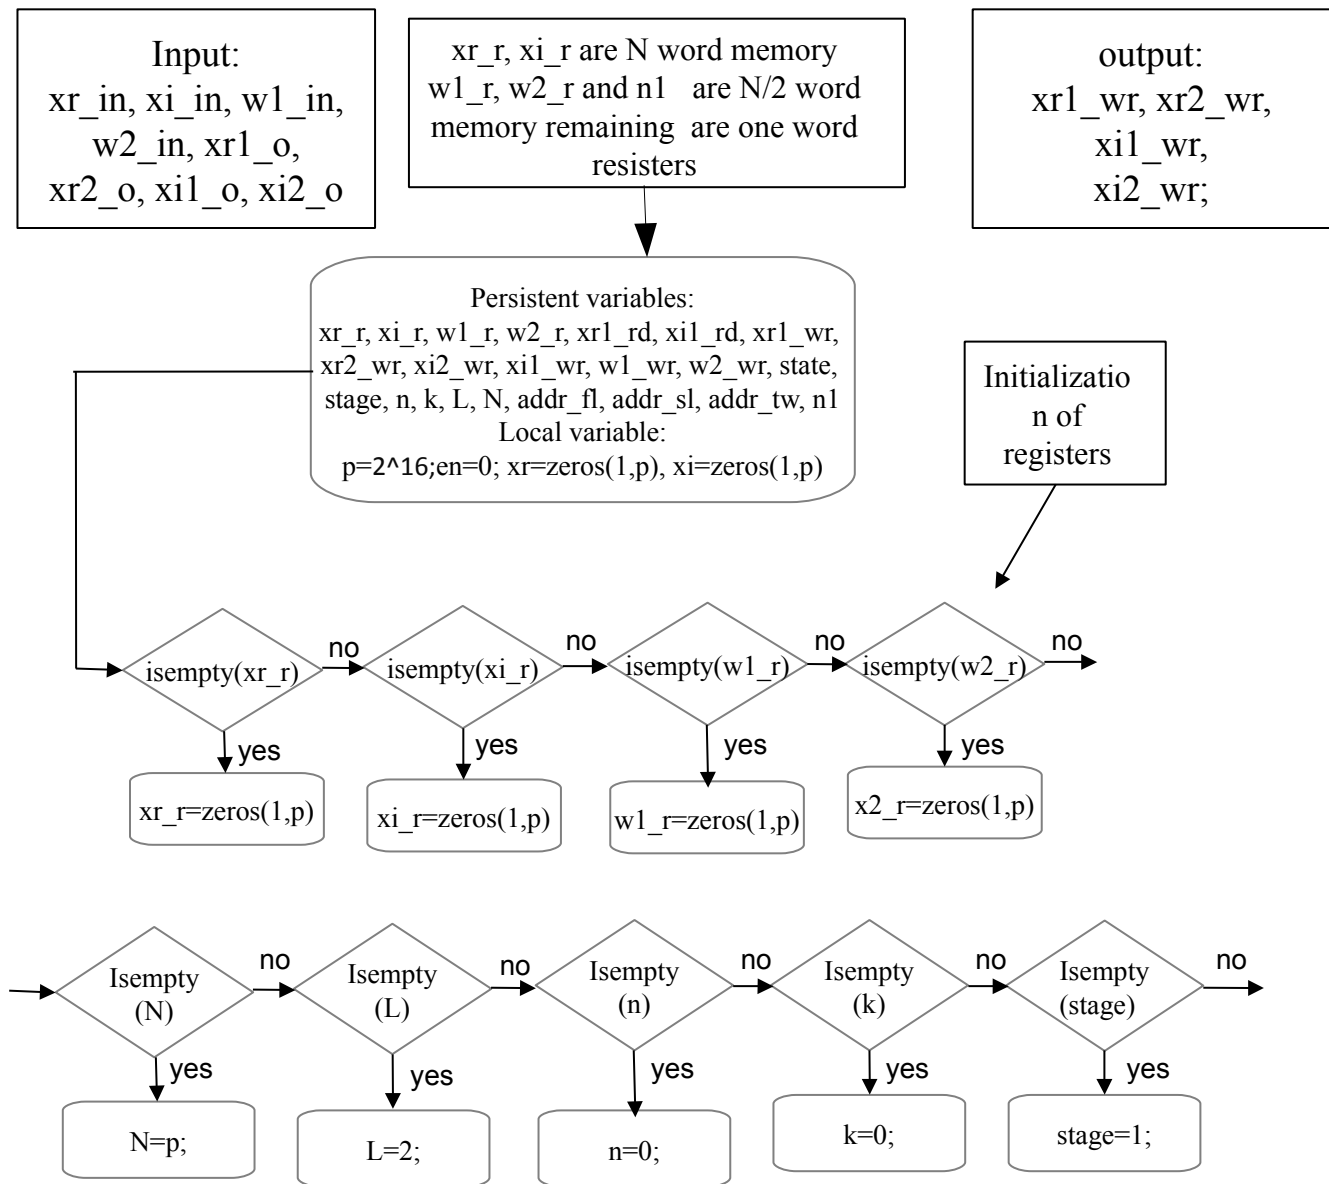 Input:
xr_in, xi_in, w1_in,
w2_in, xr1_o,
xr2_o, xi1_o, xi2_o
xr_r, xi_r are N word memory
w1_r, w2_r and n1 are N/2 word
memory remaining are one word
resisters
output:
xr1_wr, xr2_wr,
xi1_wr,
xi2_wr;
Persistent variables:
xr_r, xi_r, w1_r, w2_r, xr1_rd, xi1_rd, xr1_wr,
xr2_wr, xi2_wr, xi1_wr, w1_wr, w2_wr, state,
stage, n, k, L, N, addr_fl, addr_sl, addr_tw, n1
Local variable:
p=2^16;en=0; xr=zeros(1,p), xi=zeros(1,p)
Initializatio
n of
registers
isempty(xr_r)
no
isempty(xi_r)
no
isempty(w1_r)
no
isempty(w2_r)
no
yes
yes
yes
yes
xr_r=zeros(1,p)
xi_r=zeros(1,p)
w1_r=zeros(1,p)
x2_r=zeros(1,p)
Isempty
(N)
no
Isempty
(L)
no
Isempty
(n)
no
Isempty
(k)
no
Isempty
(stage)
no
yes
yes
yes
yes
yes
N=p;
L=2;
n=0;
k=0;
stage=1;